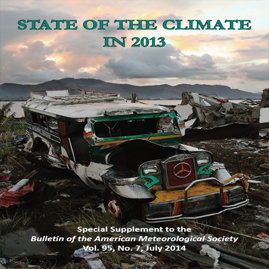 STATE OF THE CLIMATE
IN 2013
Special Supplement to the
Bulletin of the American Meteorological Society
Vol. 95, No. 7, July 2014